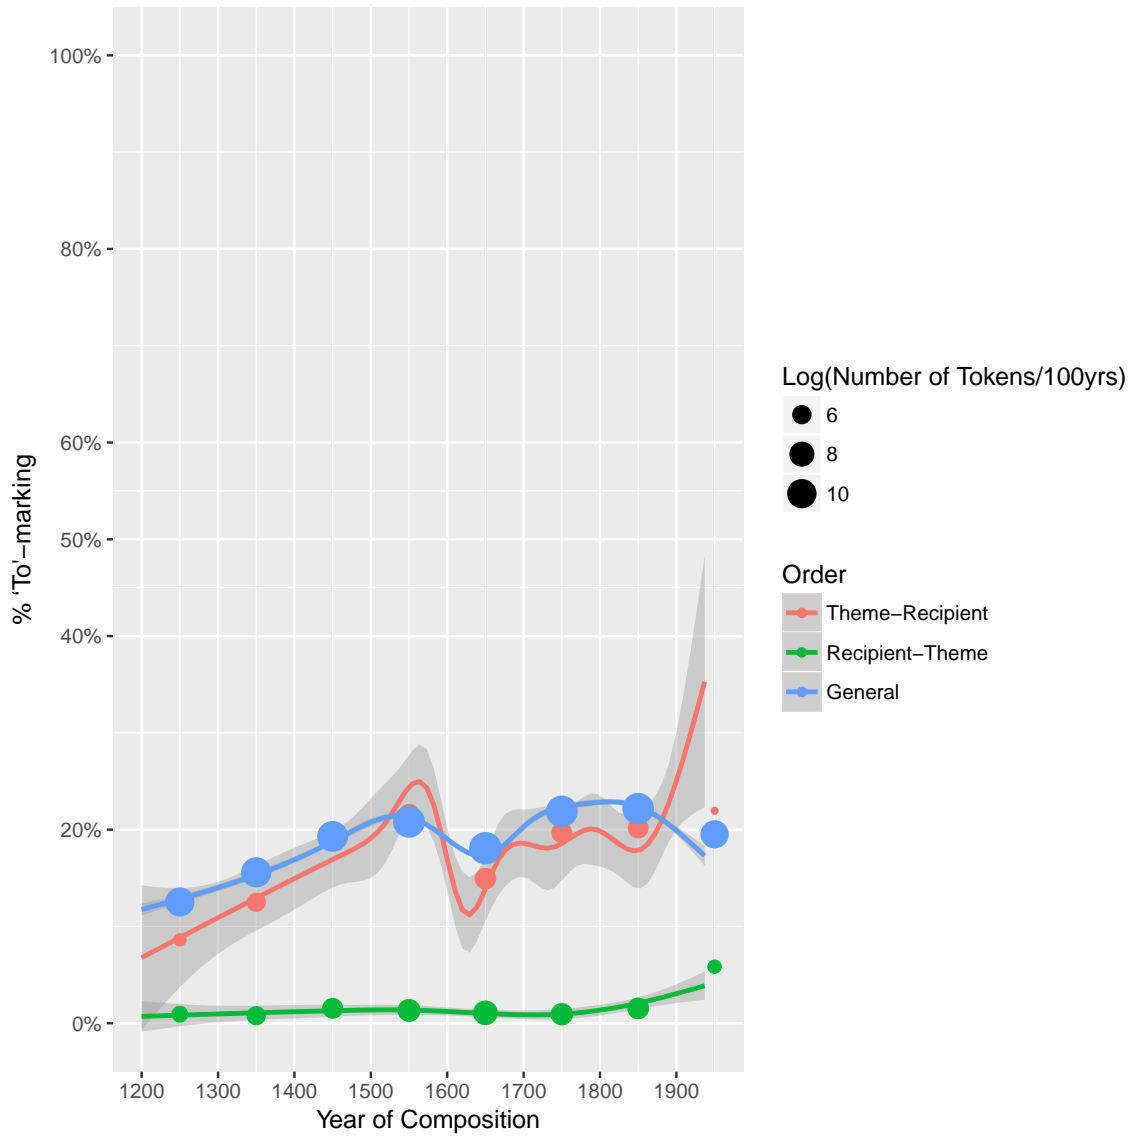 100%
80%
60%
50%
40%
20%
0%
% ‘To'−marking
1200 1300 1400 1500 1600 1700 1800 1900
Year of Composition
Log(Number of Tokens/100yrs)
6
8
10
Order
Theme−Recipient
Recipient−Theme
General